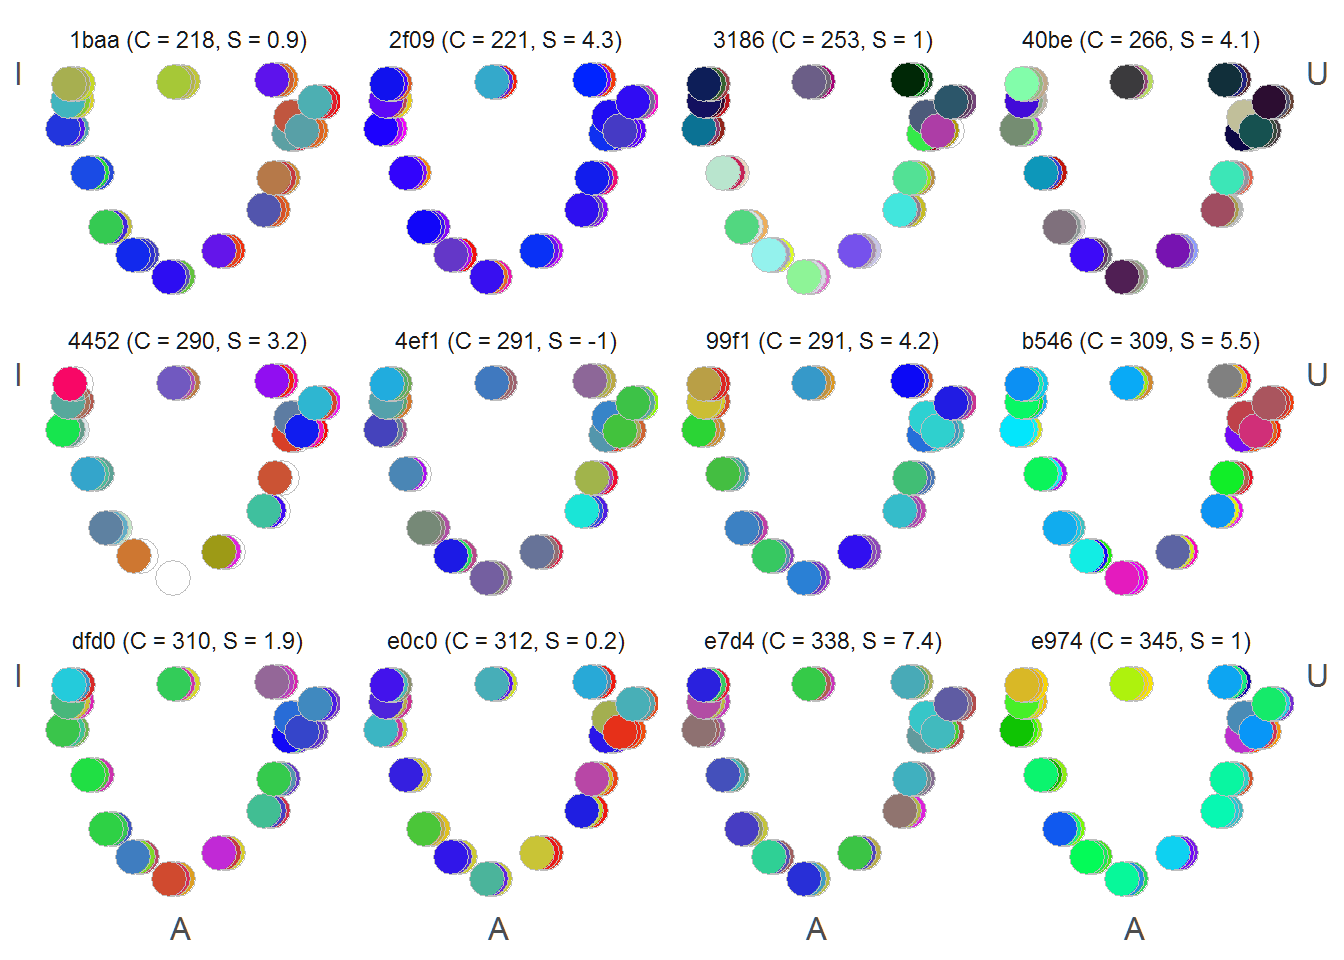 1baa (C = 218, S = 0.9)
2f09 (C = 221, S = 4.3)
3186 (C = 253, S = 1)
40be (C = 266, S = 4.1)
I
U
4452 (C = 290, S = 3.2)
4ef1 (C = 291, S = -1)
99f1 (C = 291, S = 4.2)
b546 (C = 309, S = 5.5)
I
U
dfd0 (C = 310, S = 1.9)
e0c0 (C = 312, S = 0.2)
e7d4 (C = 338, S = 7.4)
e974 (C = 345, S = 1)
I
U
A
A
A
A